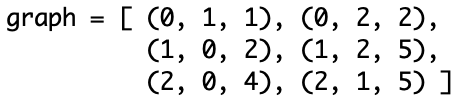 graph = [ (0, 1, 1), (0, 2, 2),
(1, 0, 2), (1, 2, 5),
(2, 0, 4), (2, 1, 5) ]